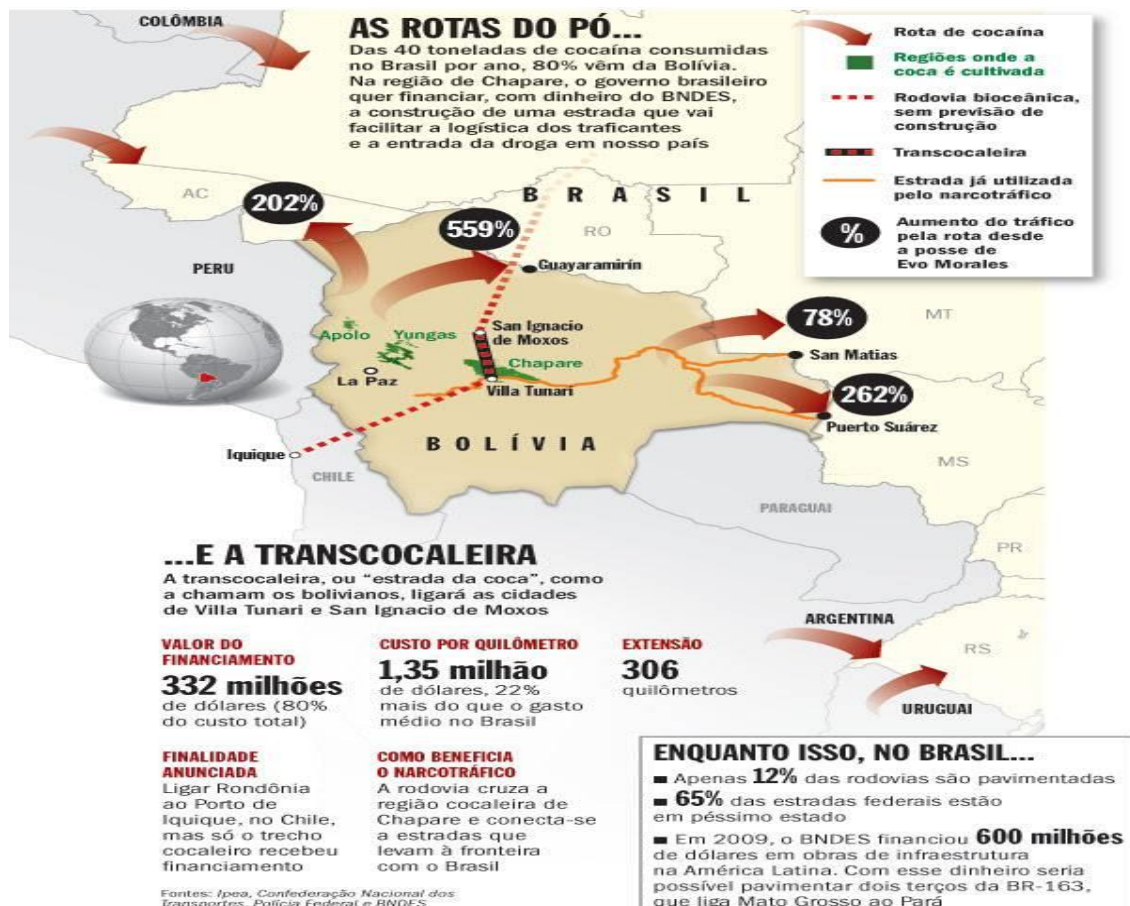 COLÔMBIA
AS ROTAS DO PÓ...
Das 40 toneladas de cocaína consumidas
no Brasil por ano, 80% vêm da Bolívia.
Na região de Chapare, o governo brasileiro
quer financiar, com dinheiro do BNDES,
a construção de uma estrada que vai
facilitar a logística dos traficantes
e a entrada da droga em nosso país
Rota de cocaína
Regiões onde a
coca é cultivada
Rodovia bioceânica,
sem previsão de
construção
Transcocaleira
Estrada já utilizada
pelo narcotráfico
%
Aumento do tráfico
pela rota desde
a posse de
Evo Morales
AC
202%
BRASIL
559%
RO
PERU
Guayaramirín
San Ignacio
de Moxos
78%
MT
Apolo
Yungas
San Matias
Chapare
La Paz
Villa Tunari
262%
Puerto Suárez
BOLÍVIA
Iquique
MS
CHILE
PARAGUAI
PR
...E A TRANSCOCALEIRA
A transcocaleira, ou “estrada da coca”, como
a chamam os bolivianos, ligará as cidades
de Villa Tunari e San Ignacio de Moxos
ARGENTINA
RS
URUGUAI
VALOR DO
FINANCIAMENTO
332 milhões
de dólares (80%
do custo total)
CUSTO POR QUILÔMETRO
1,35 milhão
de dólares, 22%
mais do que o gasto
médio no Brasil
EXTENSÃO
306
quilômetros
FINALIDADE
ANUNCIADA
Ligar Rondônia
ao Porto de
Iquique, no Chile,
mas só o trecho
cocaleiro recebeu
financiamento
COMO BENEFICIA
O NARCOTRÁFICO
A rodovia cruza a
região cocaleira de
Chapare e conecta-se
a estradas que
levam à fronteira
com o Brasil
ENQUANTO ISSO, NO BRASIL...
Apenas 12% das rodovias são pavimentadas
65% das estradas federais estão
em péssimo estado
Em 2009, o BNDES financiou 600 milhões
de dólares em obras de infraestrutura
na América Latina. Com esse dinheiro seria
possível pavimentar dois terços da BR-163,
que liga Mato Grosso ao Pará
Fontes: Ipea, Confederação Nacional dos
Transportes, Polícia Federal e BNDES